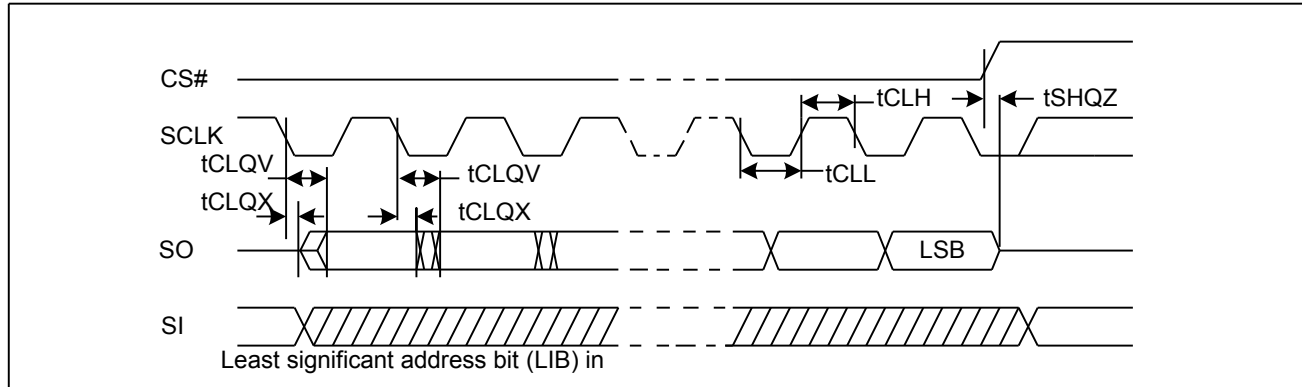 CS#
tCLH
tSHQZ
SCLK
tCLQV
tCLQV
tCLL
tCLQX
tCLQX
SO
LSB
SI
Least significant address bit (LIB) in